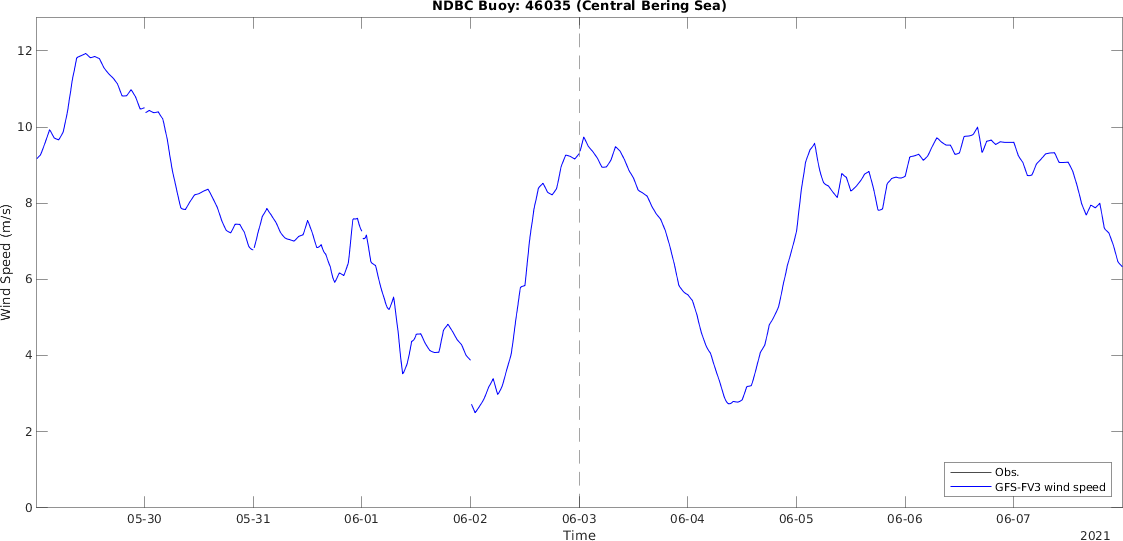 NDBC Buoy: 46035 (Central Bering Sea)
12
10
8
6
4
2
0
Wind Speed (m/s)
Obs.
GFS-FV3 wind speed
05-30 05-31 06-01 06-02 06-03 06-04 06-05 06-06 06-07
Time
2021